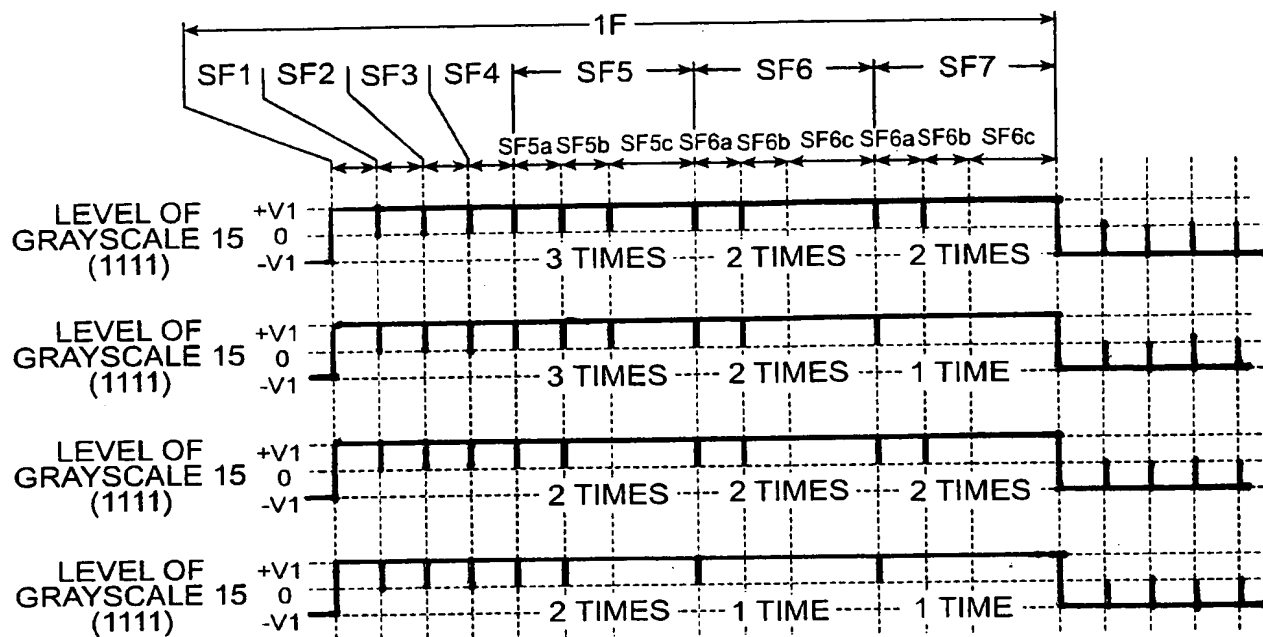 1F
SF1 SF2 SF3 SF4 SF5 SF6 SF7
SF5a SF5b SF5c SF6a SF6b SF6c SF6a SF6b SF6c
LEVEL OF GRAYSCALE 15 (1111)
+V1
0
-V1
3 TIMES 2 TIMES 2 TIMES
LEVEL OF GRAYSCALE 15 (1111)
+V1
0
-V1
3 TIMES 2 TIMES 1 TIME
LEVEL OF GRAYSCALE 15 (1111)
+V1
0
-V1
2 TIMES 2 TIMES 2 TIMES
LEVEL OF GRAYSCALE 15 (1111)
+V1
0
-V1
2 TIMES 1 TIME 1 TIME